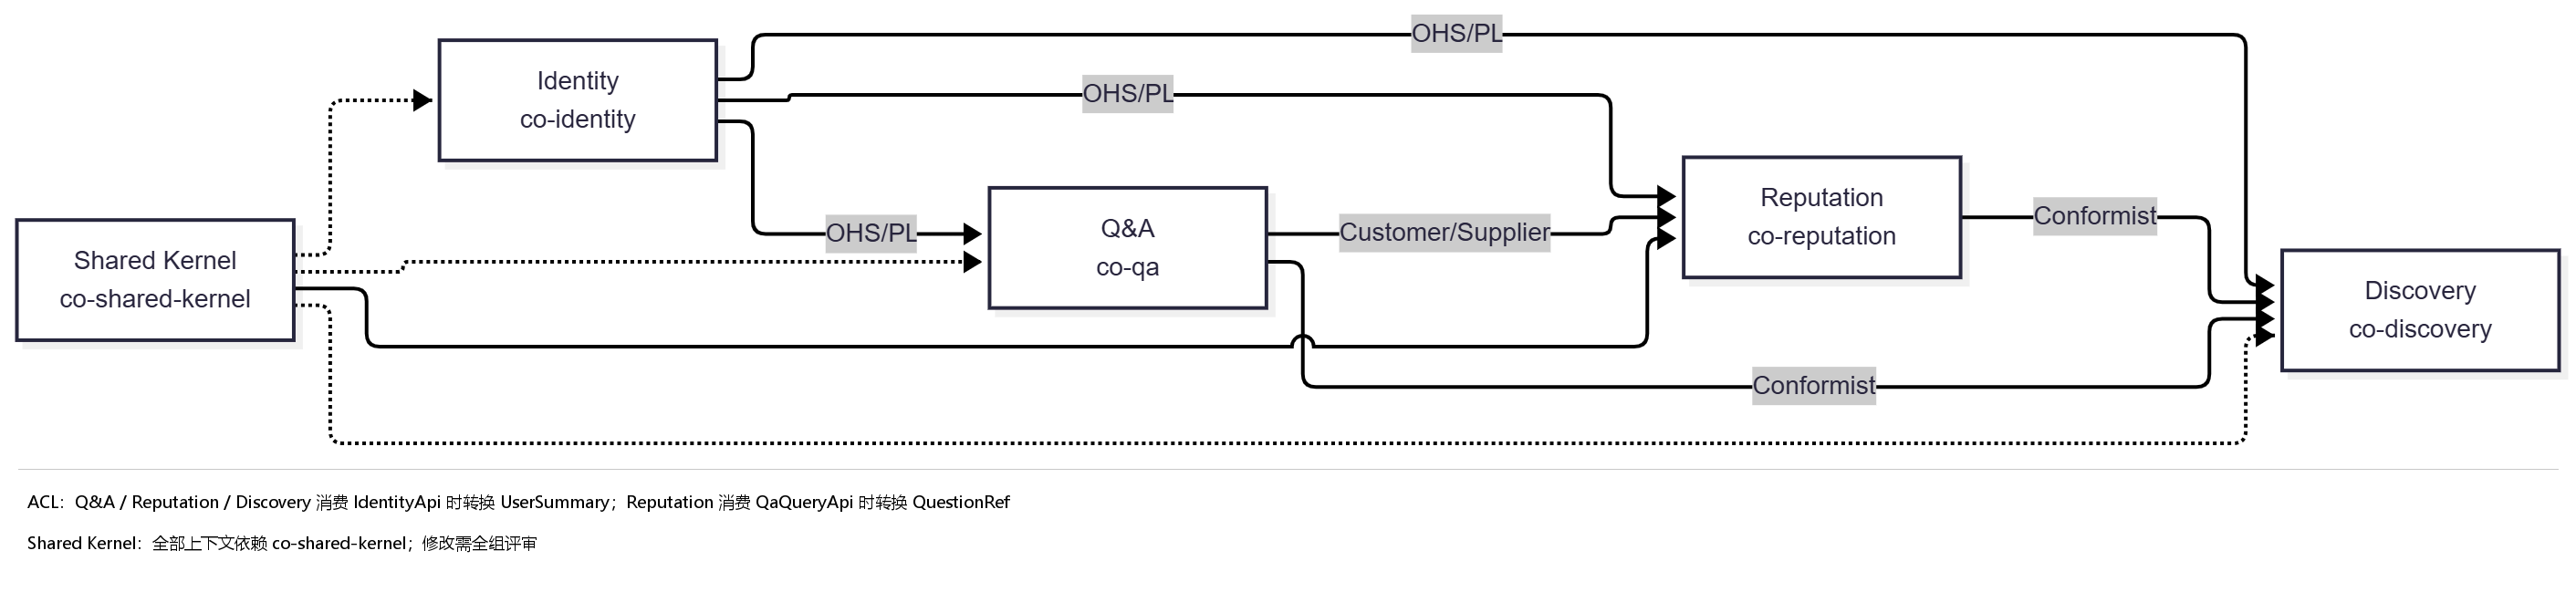 OHS/PL
Identity
co-identity
OHS/PL
Reputation
co-reputation
Conformist
OHS/PL
Q&A
co-qa
Customer/Supplier
Shared Kernel
co-shared-kernel
Discovery
co-discovery
Conformist
ACL：Q&A / Reputation / Discovery 消费 IdentityApi 时转换 UserSummary；Reputation 消费 QaQueryApi 时转换 QuestionRef
Shared Kernel：全部上下文依赖 co-shared-kernel；修改需全组评审